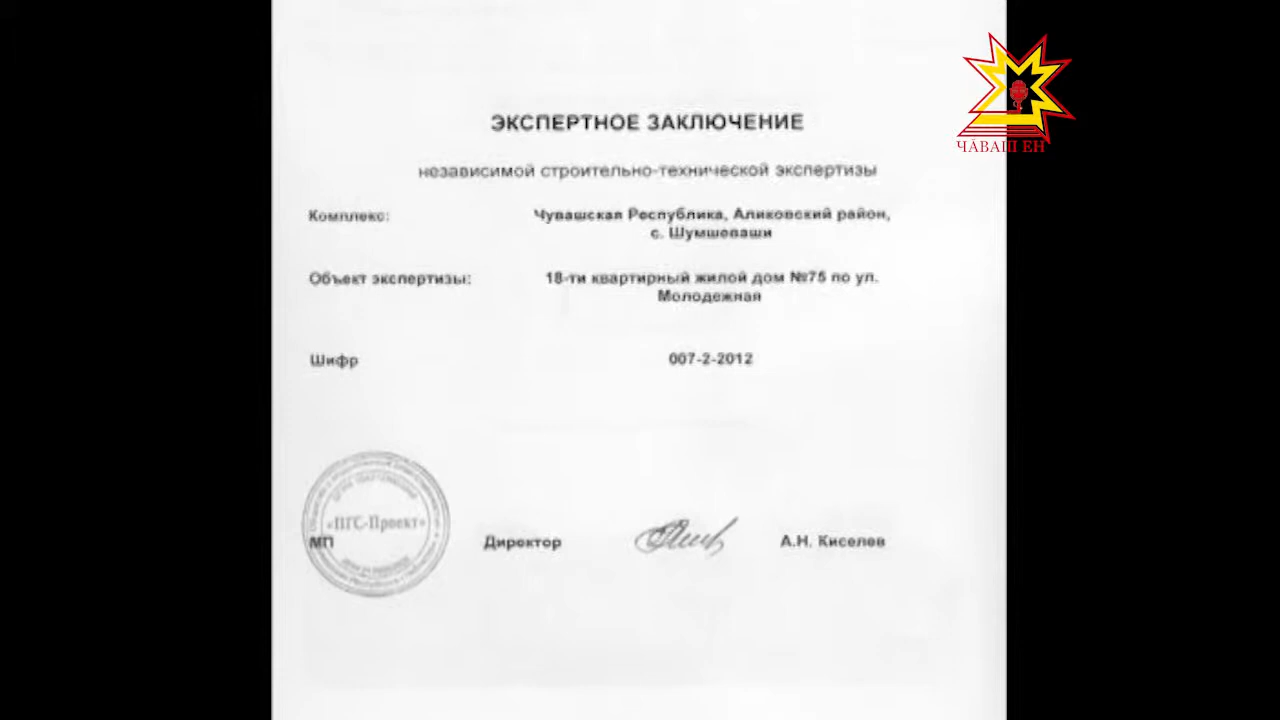 ЧӐВАШ ЕН
ЭКСПЕРТНОЕ ЗАКЛЮЧЕНИЕ
независимой строительно-технической экспертизы
Комплекс: Чувашская Республика, Аликовский район,
с. Шумшеваши
Объект экспертизы: 18-ти квартирный жилой дом №75 по ул.
Молодежная
Шифр 007-2-2012
«ПГС-Проект»
МП Директор А.Н. Киселев